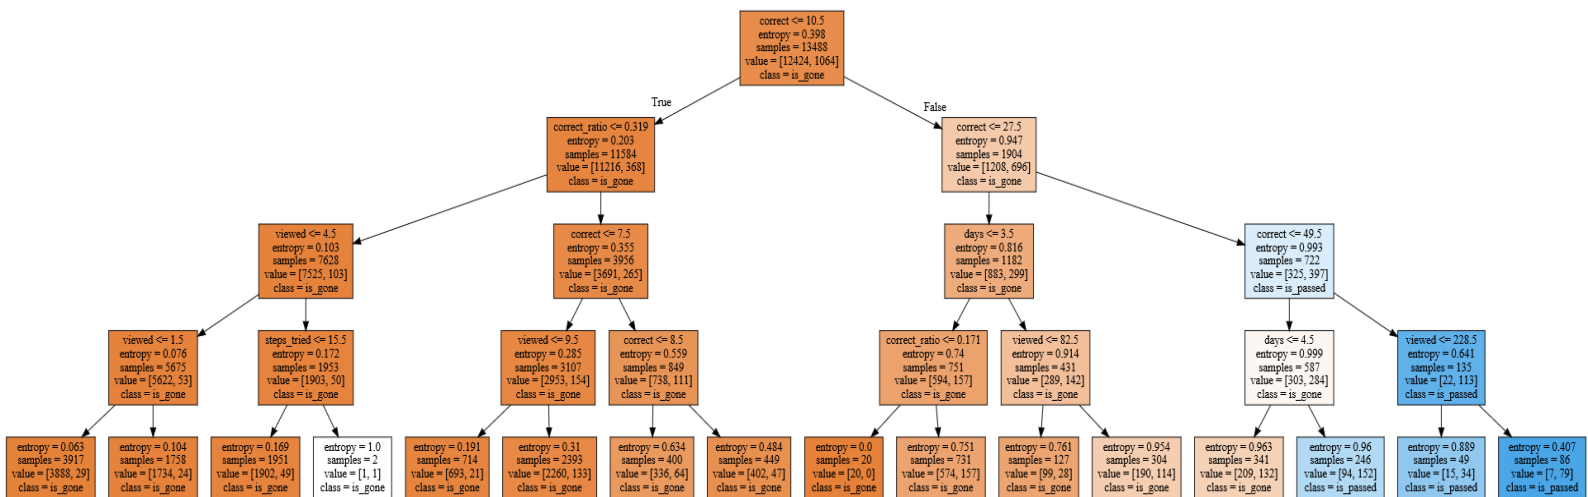 correct <= 10.5
entropy = 0.398
samples = 13488
value = [12424, 1064]
class = is_gone
True
False
correct_ratio <= 0.319
entropy = 0.203
samples = 11584
value = [11216, 368]
class = is_gone
correct <= 27.5
entropy = 0.947
samples = 1904
value = [1208, 696]
class = is_gone
viewed <= 4.5
entropy = 0.103
samples = 7628
value = [7525, 103]
class = is_gone
correct <= 7.5
entropy = 0.355
samples = 3956
value = [3691, 265]
class = is_gone
days <= 3.5
entropy = 0.816
samples = 1182
value = [883, 299]
class = is_gone
correct <= 49.5
entropy = 0.993
samples = 722
value = [325, 397]
class = is_passed
viewed <= 1.5
entropy = 0.076
samples = 5675
value = [5622, 53]
class = is_gone
steps_tried <= 15.5
entropy = 0.172
samples = 1953
value = [1903, 50]
class = is_gone
viewed <= 9.5
entropy = 0.285
samples = 3107
value = [2953, 154]
class = is_gone
correct <= 8.5
entropy = 0.559
samples = 849
value = [738, 111]
class = is_gone
correct_ratio <= 0.171
entropy = 0.74
samples = 751
value = [594, 157]
class = is_gone
viewed <= 82.5
entropy = 0.914
samples = 431
value = [289, 142]
class = is_gone
days <= 4.5
entropy = 0.999
samples = 587
value = [303, 284]
class = is_gone
viewed <= 228.5
entropy = 0.641
samples = 135
value = [22, 113]
class = is_passed
entropy = 0.063
samples = 3917
value = [3888, 29]
class = is_gone
entropy = 0.104
samples = 1758
value = [1734, 24]
class = is_gone
entropy = 0.169
samples = 1951
value = [1902, 49]
class = is_gone
entropy = 1.0
samples = 2
value = [1, 1]
class = is_gone
entropy = 0.191
samples = 714
value = [693, 21]
class = is_gone
entropy = 0.31
samples = 2393
value = [2260, 133]
class = is_gone
entropy = 0.634
samples = 400
value = [336, 64]
class = is_gone
entropy = 0.484
samples = 449
value = [402, 47]
class = is_gone
entropy = 0.0
samples = 20
value = [20, 0]
class = is_gone
entropy = 0.751
samples = 731
value = [574, 157]
class = is_gone
entropy = 0.761
samples = 127
value = [99, 28]
class = is_gone
entropy = 0.954
samples = 304
value = [190, 114]
class = is_gone
entropy = 0.963
samples = 341
value = [209, 132]
class = is_gone
entropy = 0.96
samples = 246
value = [94, 152]
class = is_passed
entropy = 0.889
samples = 49
value = [15, 34]
class = is_passed
entropy = 0.407
samples = 86
value = [7, 79]
class = is_passed